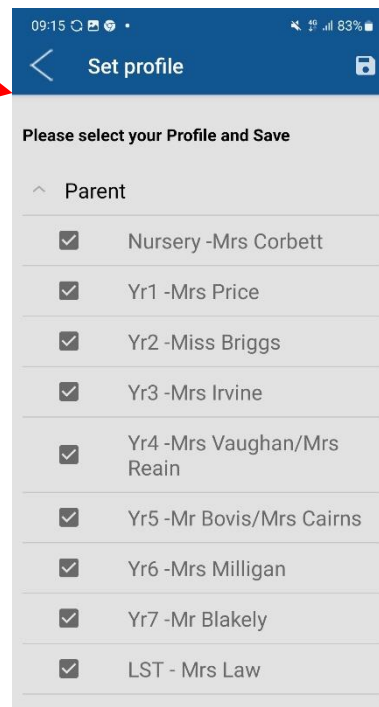 09:15
4G 83%
Set profile
Please select your Profile and Save
Parent
Nursery -Mrs Corbett
Yr1 -Mrs Price
Yr2 -Miss Briggs
Yr3 -Mrs Irvine
Yr4 -Mrs Vaughan/Mrs
Reain
Yr5 -Mr Bovis/Mrs Cairns
Yr6 -Mrs Milligan
Yr7 -Mr Blakely
LST - Mrs Law